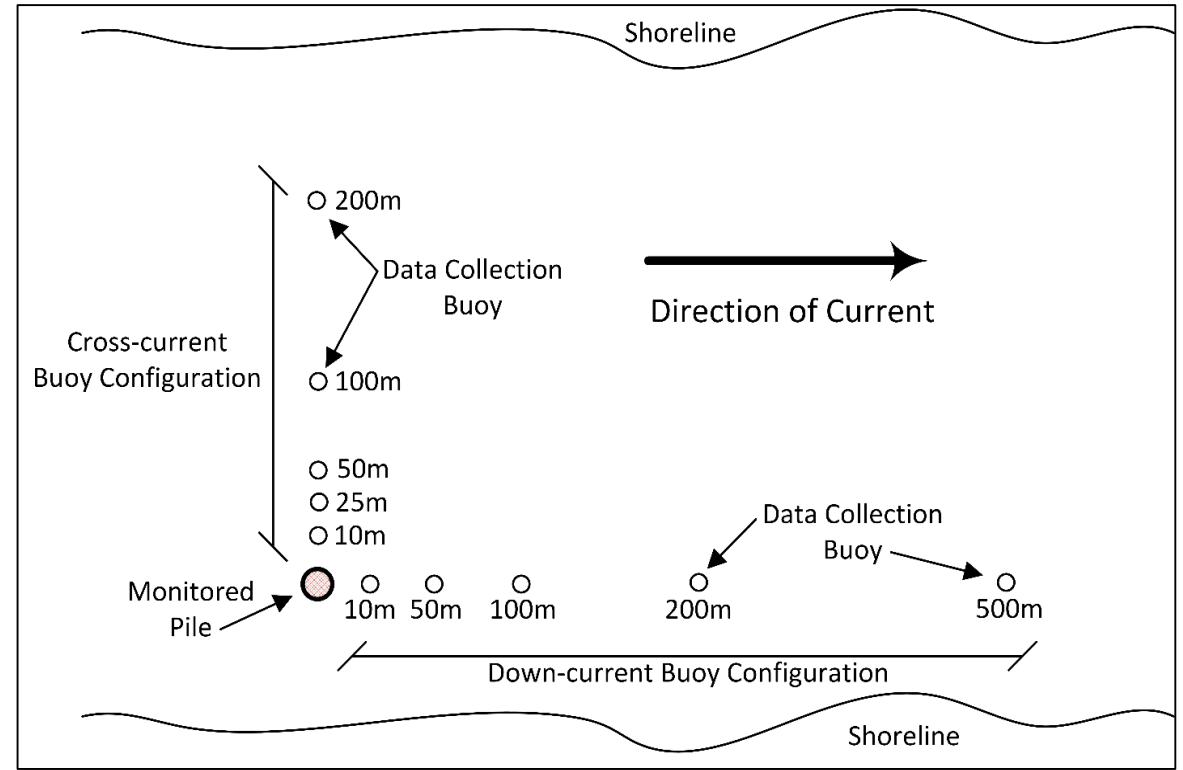 Shoreline
200m
Data Collection
Buoy
Direction of Current
Cross-current
Buoy Configuration
100m
50m
25m
10m
Data Collection
Buoy
Monitored
Pile
10m 50m 100m 200m 500m
Down-current Buoy Configuration
Shoreline